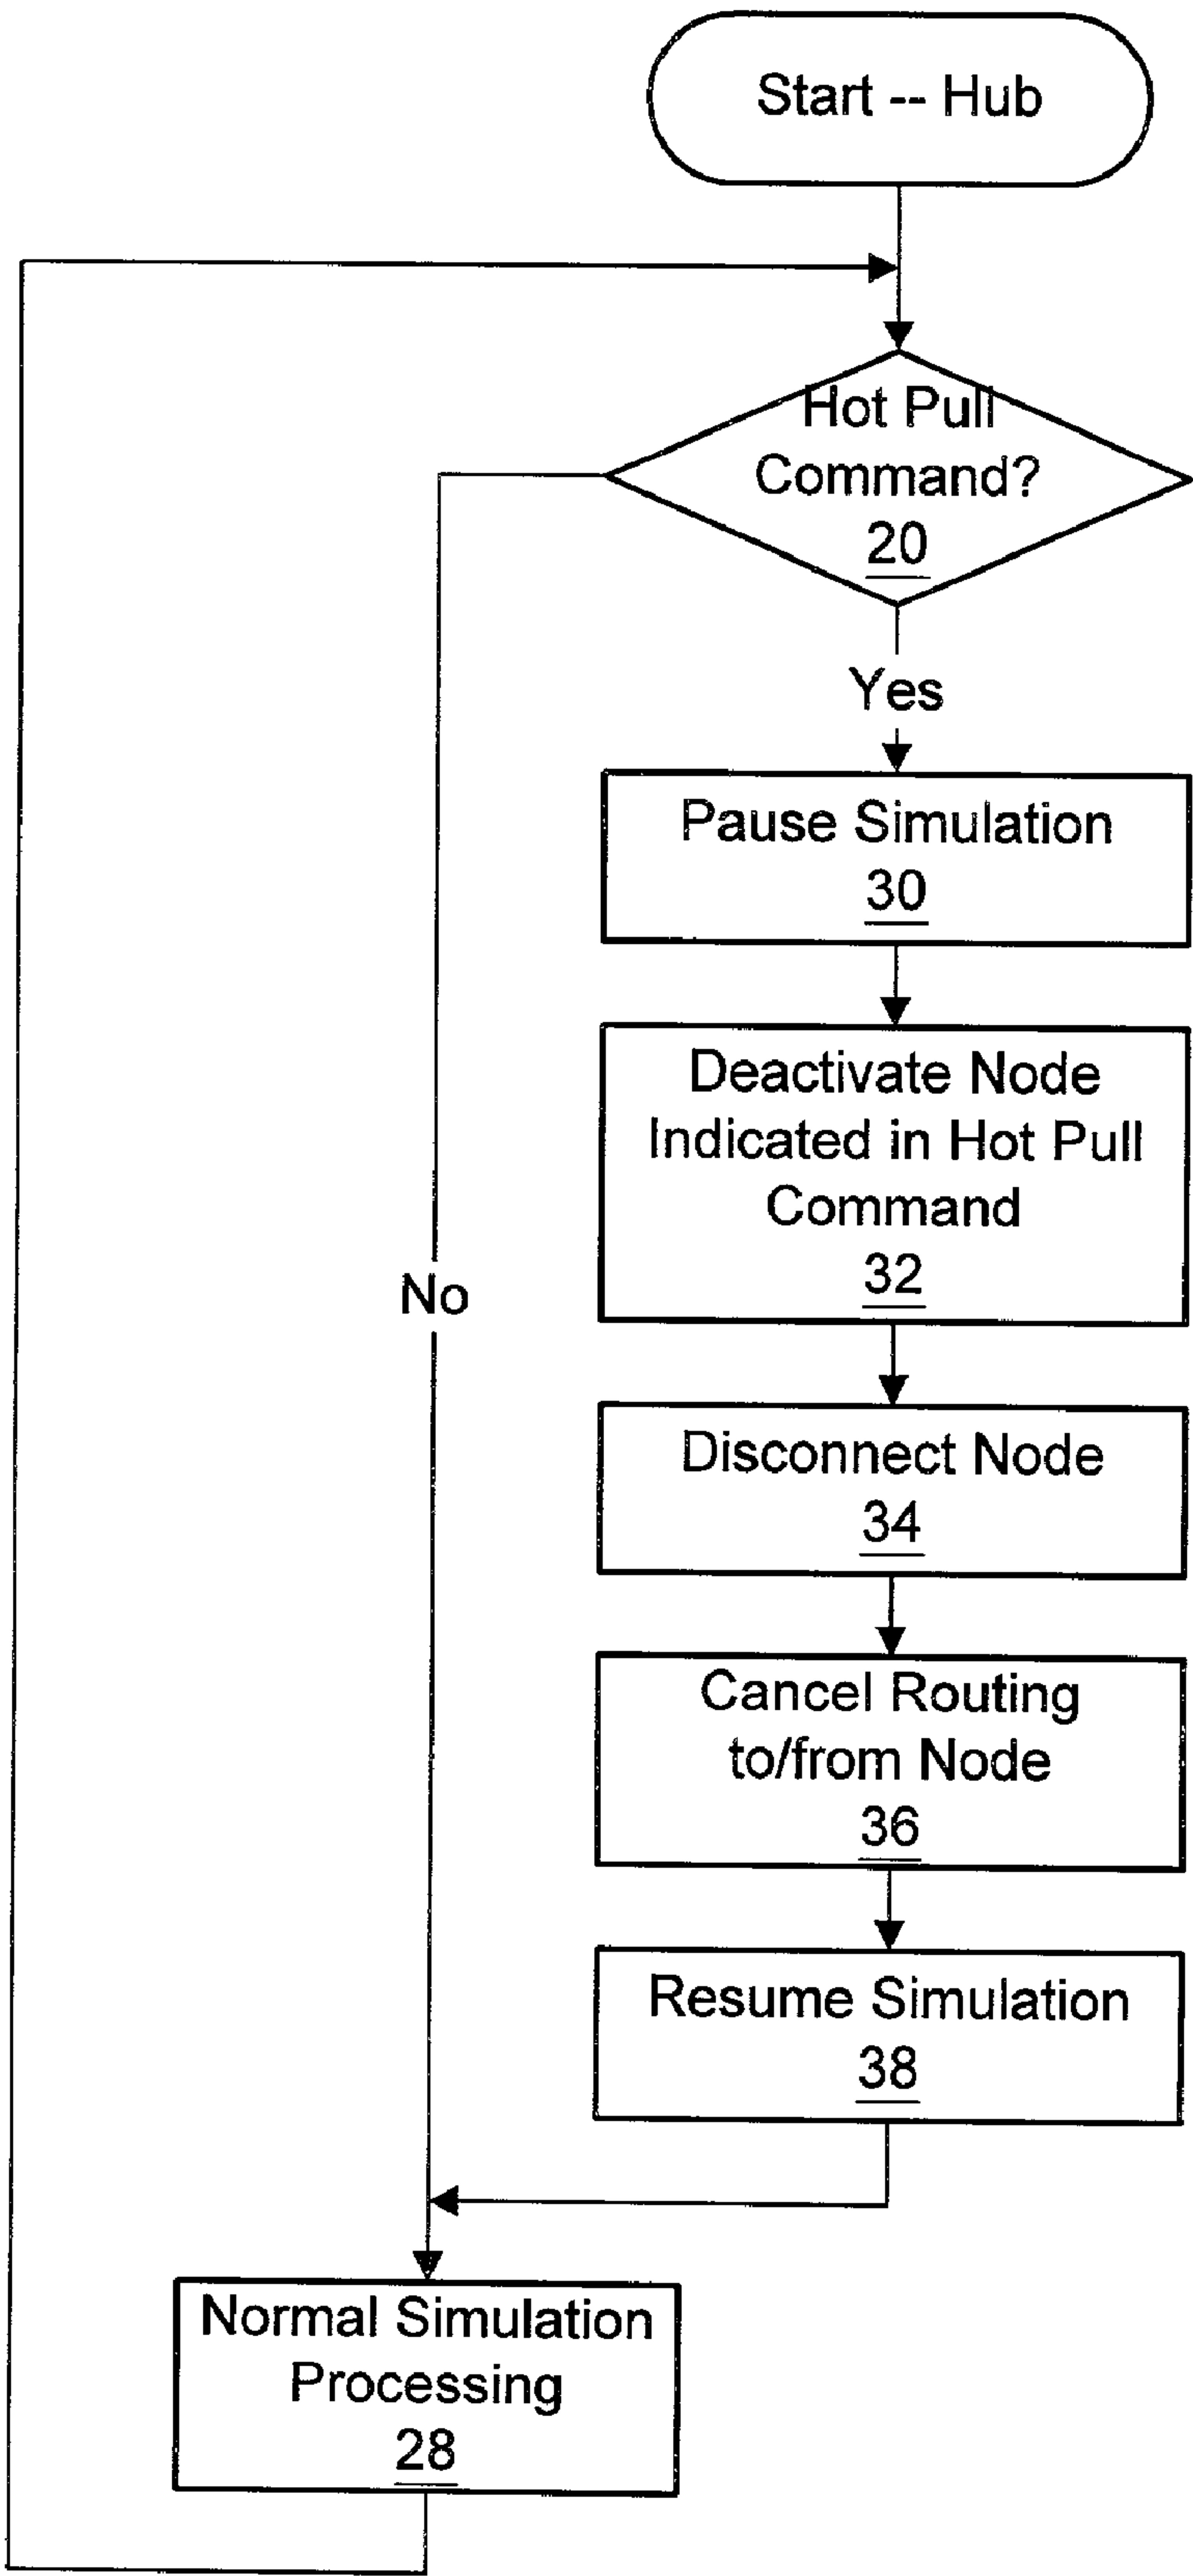 Start -- Hub
Hot Pull
Command?
20
Yes
Pause Simulation
30
Deactivate Node
Indicated in Hot Pull
Command
32
No
Disconnect Node
34
Cancel Routing
to/from Node
36
Resume Simulation
38
Normal Simulation
Processing
28